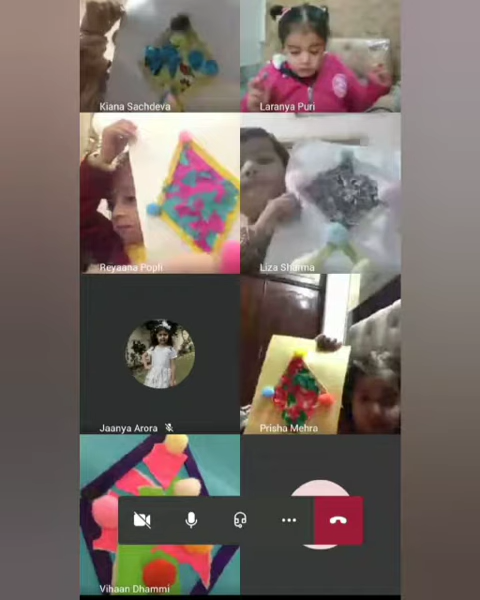 Kiana Sachdeva
Laranya Puri
Reyaana Popli
Liza Sharma
Jaanya Arora
Prisha Mehra
Vihaan Dhammi